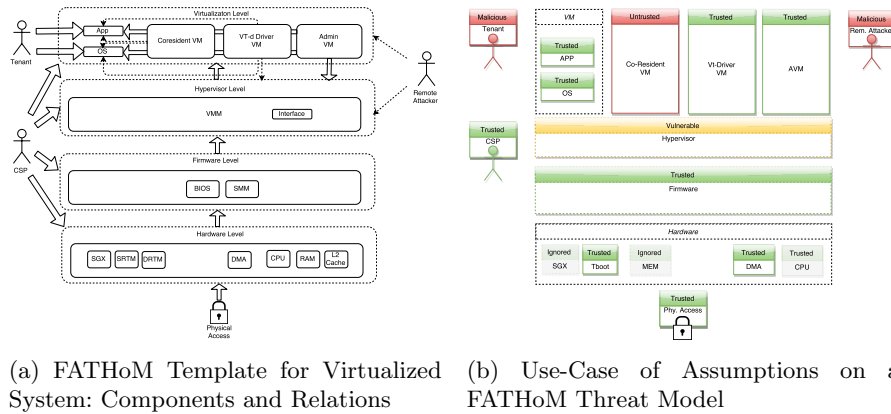 Virtualizaton Level
App
OS
Coresident VM
VT-d Driver
VM
Admin
VM
Tenant
Hypervisor Level
VMM
Interface
Remote
Attacker
CSP
Firmware Level
BIOS
SMM
Hardware Level
SGX
SRTM
DRTM
DMA
CPU
RAM
L2
Cache
Physical
Access
(a) FATHoM Template for Virtualized
System: Components and Relations
Malicious
Tenant
VM
Trusted
APP
Trusted
OS
Untrusted
Co-Resident
VM
Trusted
Vt-Driver
VM
Trusted
AVM
Malicious
Rem. Attacker
Trusted
CSP
Vulnerable
Hypervisor
Trusted
Firmware
Hardware
Ignored
SGX
Trusted
Tboot
Ignored
MEM
Trusted
DMA
Trusted
CPU
Trusted
Phy. Access
(b) Use-Case of Assumptions on a
FATHoM Threat Model